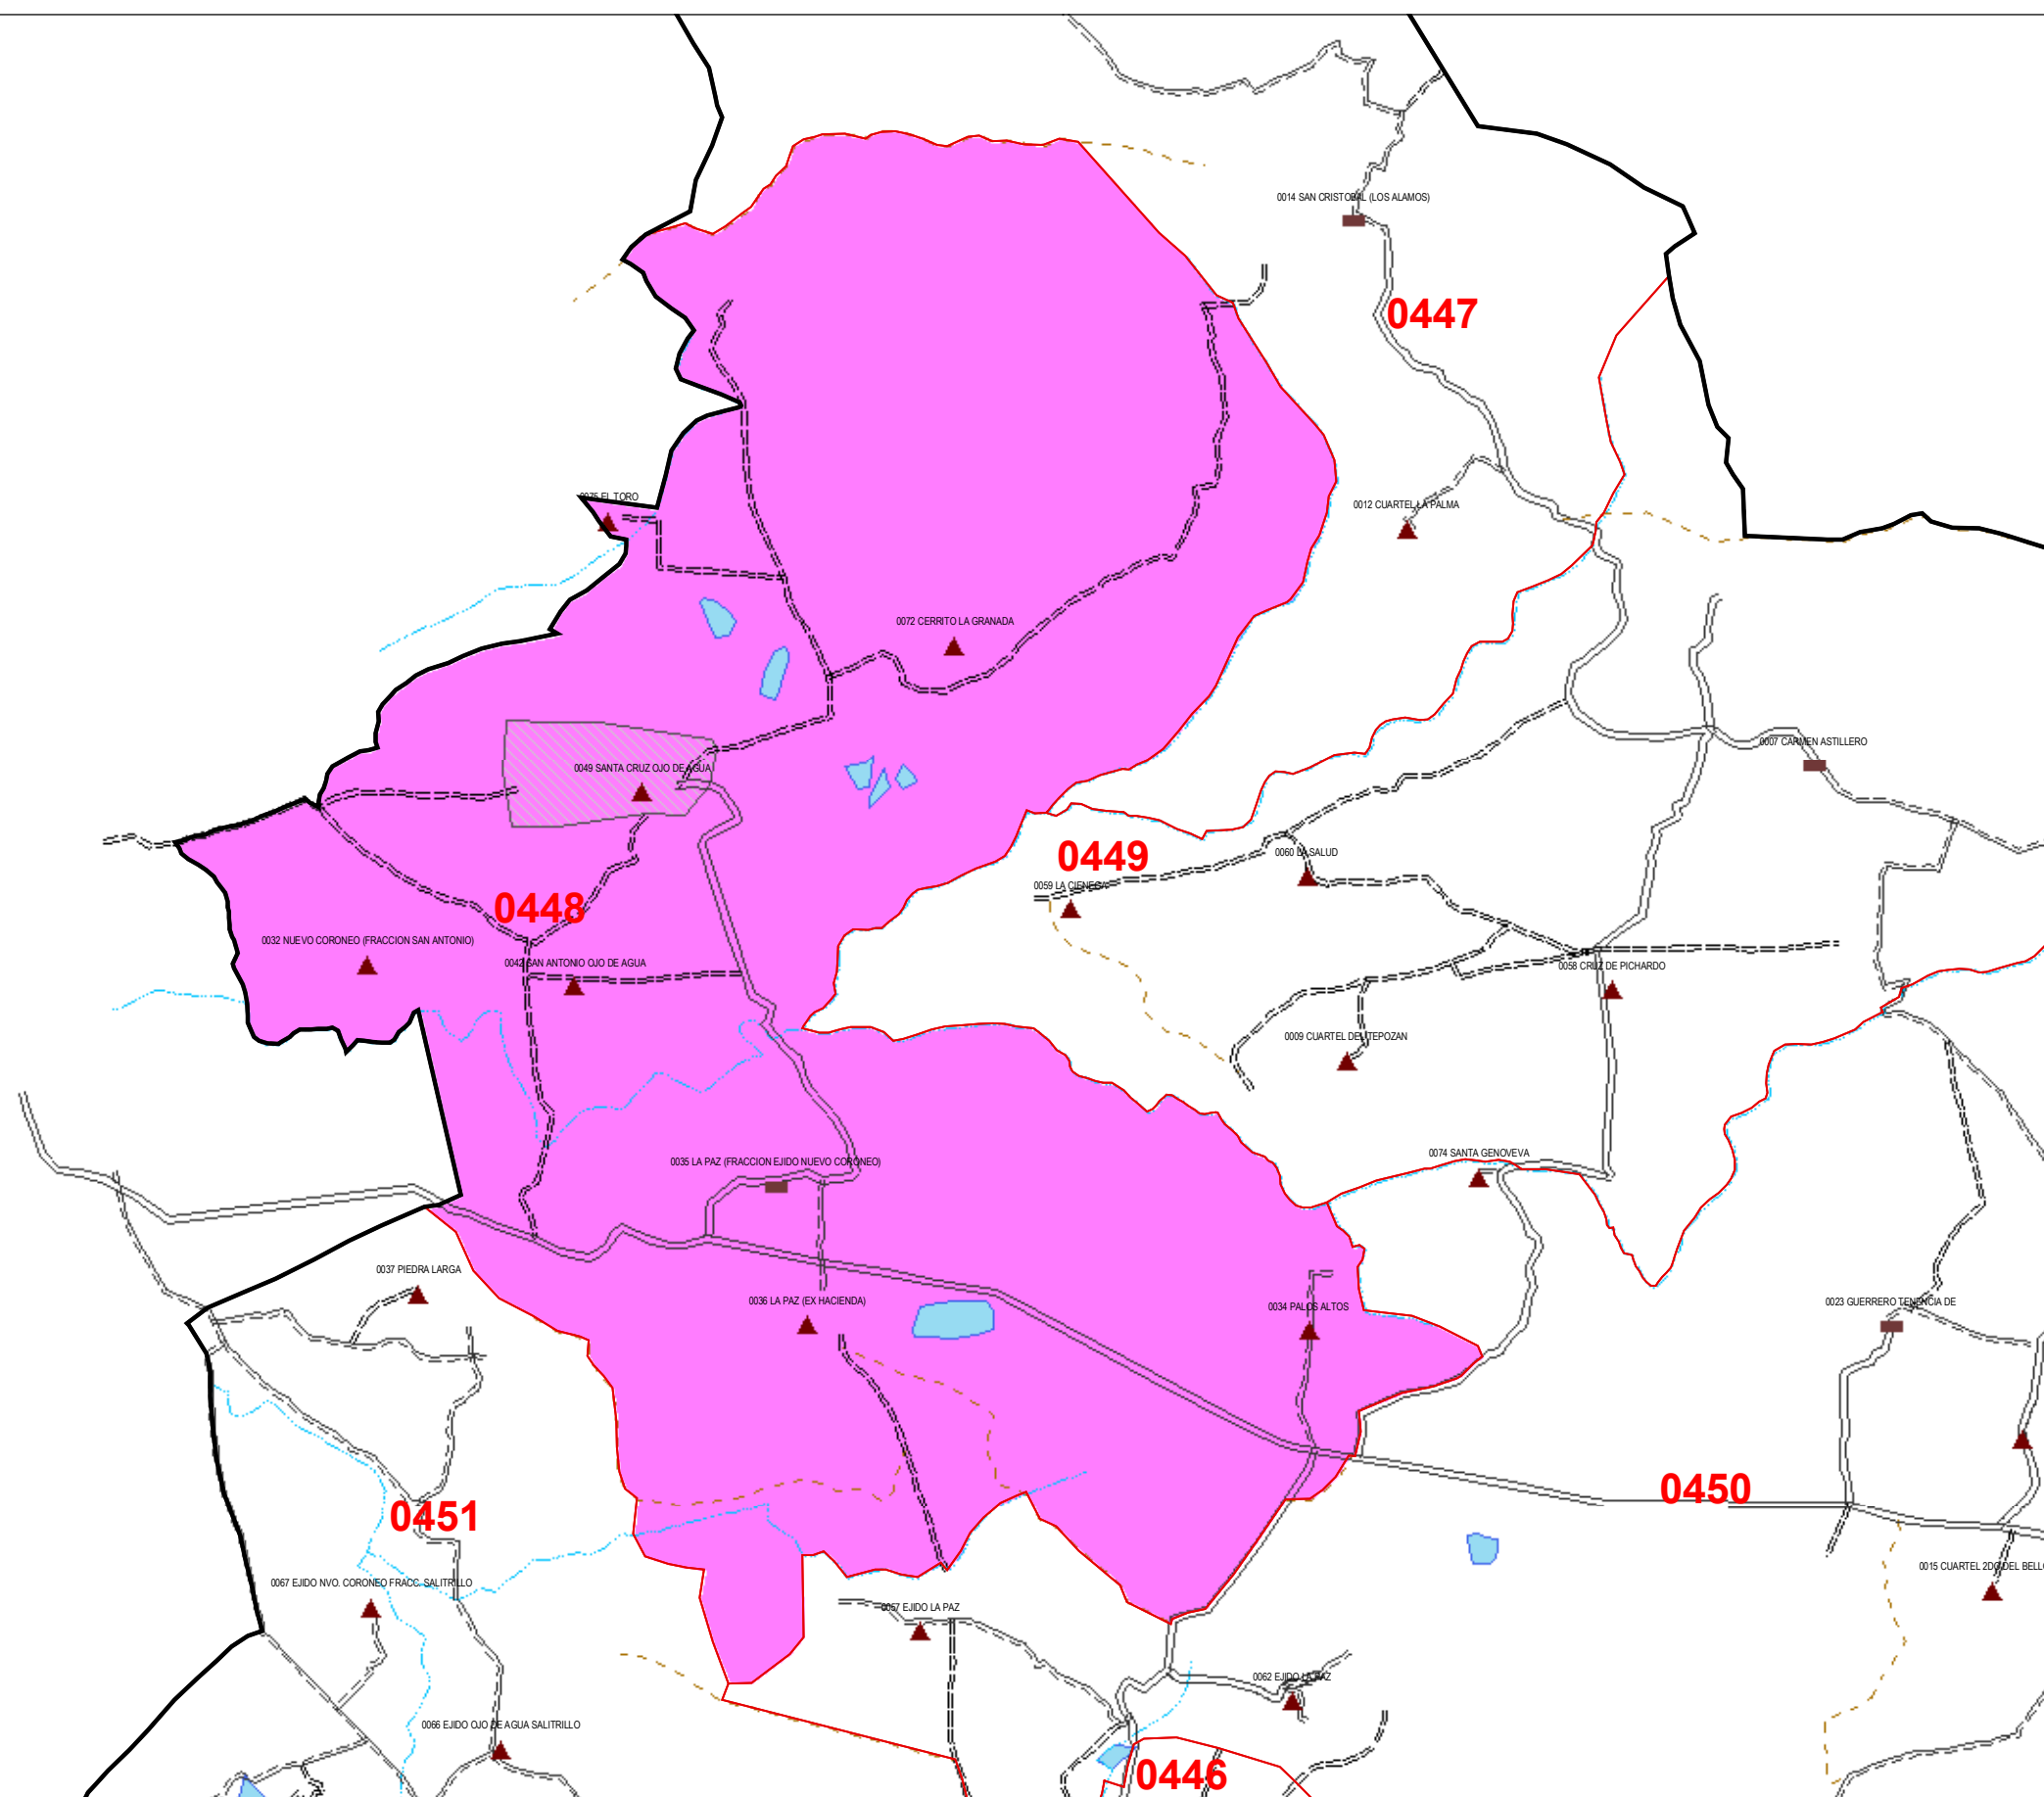 0014 SAN CRISTOBAL (LOS ALAMOS)
0447
0075 EL TORO
0012 CUARTEL LA PALMA
0072 CERRITO LA GRANADA
0007 CARMEN ASTILLERO
0049 SANTA CRUZ OJO DE AGUA
0449
0060 LA SALUD
0059 LA CIENEGA
0448
0032 NUEVO CORONEO (FRACCION SAN ANTONIO)
0042 SAN ANTONIO OJO DE AGUA
0058 CRUZ DE PICHARDO
0009 CUARTEL DEL TEPOZAN
0074 SANTA GENOVEVA
0035 LA PAZ (FRACCION EJIDO NUEVO CORONEO)
0037 PIEDRA LARGA
0036 LA PAZ (EX HACIENDA)
0034 PALOS ALTOS
0023 GUERRERO TENENCIA DE
0450
0451
0015 CUARTEL 2DO DEL BELLO
0067 EJIDO NVO. CORONEO FRACC. SALITRILLO
0057 EJIDO LA PAZ
0062 EJIDO LA PAZ
0066 EJIDO OJO DE AGUA SALITRILLO
0446